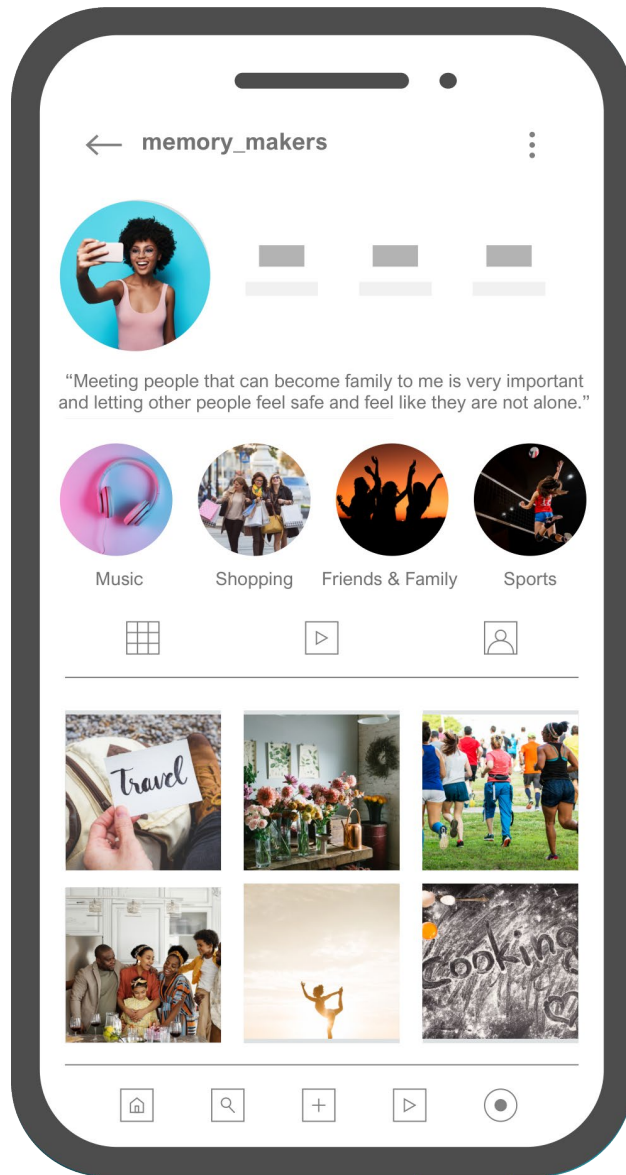 memory_makers
“Meeting people that can become family to me is very important
and letting other people feel safe and feel like they are not alone.”
Music
Shopping
Friends & Family
Sports
Travel
Cooking